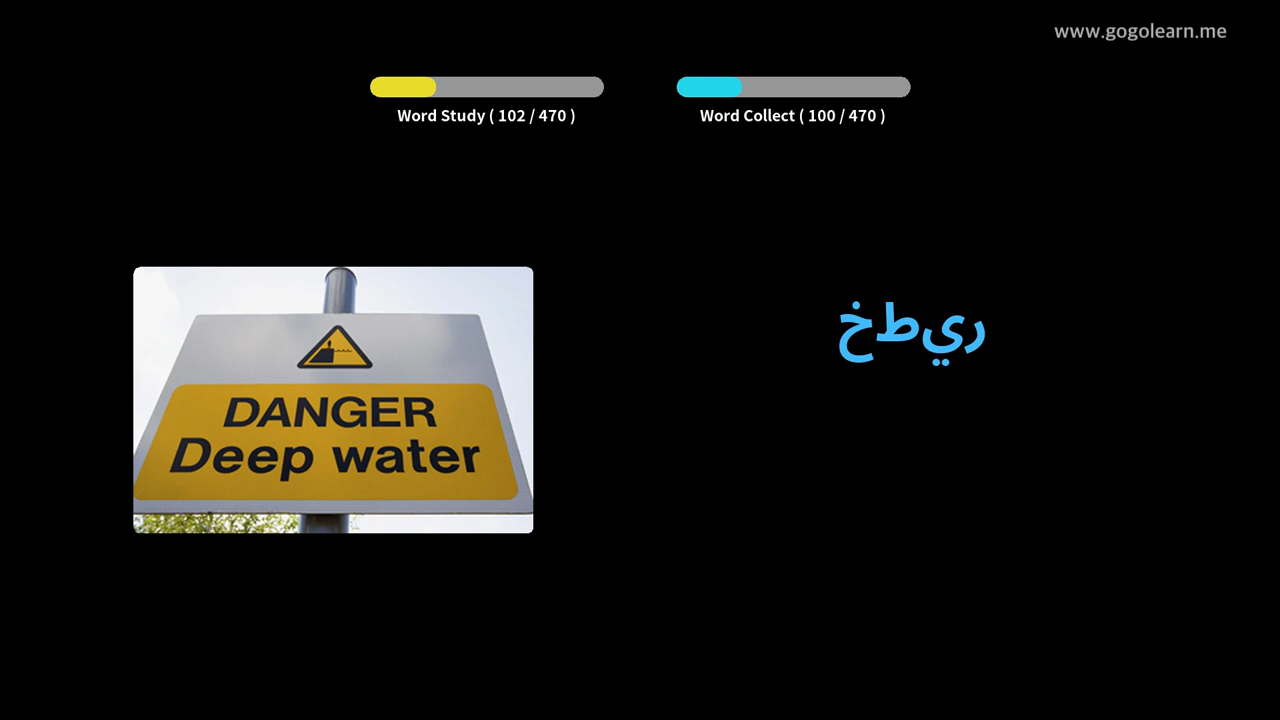 www.gogolearn.me
Word Study ( 102 / 470 )
Word Collect ( 100 / 470 )
ريطخ
DANGER
Deep water